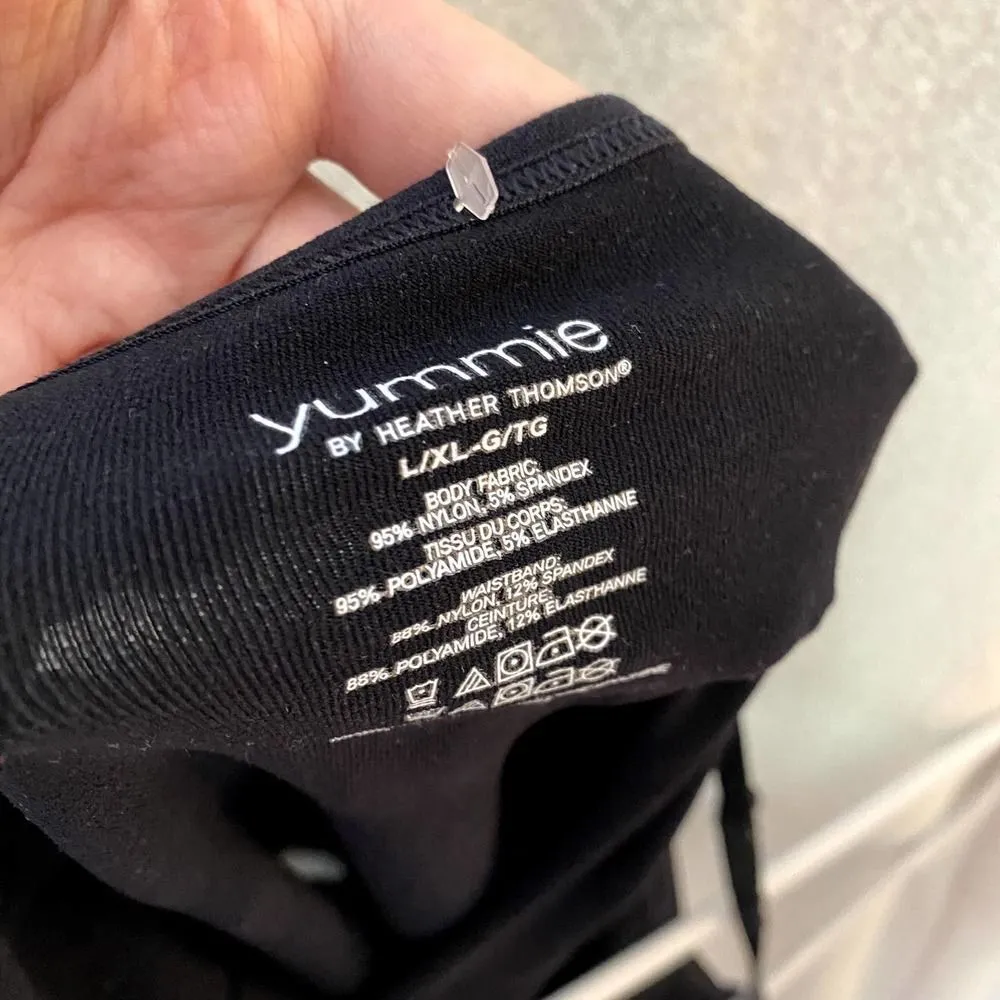 yummie
BY HEATHER THOMSON®
L/XL-G/TG
BODY FABRIC:
95% NYLON, 5% SPANDEX
TISSU DU CORPS:
95% POLYAMIDE, 5% ELASTHANNE
WAISTBAND:
88% NYLON, 12% SPANDEX
CEINTURE:
88% POLYAMIDE, 12% ELASTHANNE